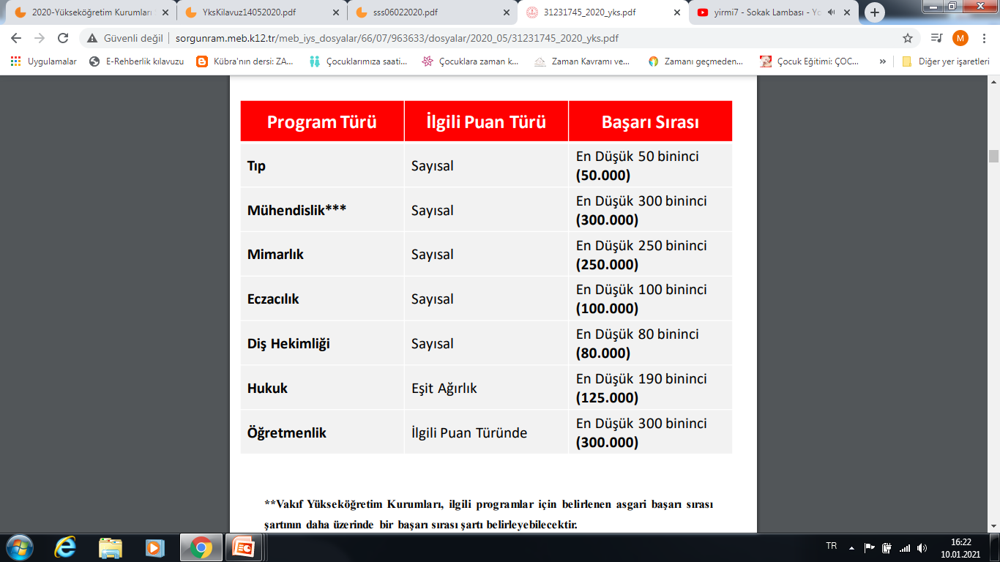 2020-Yükseköğretim Kurumları
YksKilavuz14052020.pdf
sss06022020.pdf
31231745_2020_yks.pdf
yirmi7 - Sokak Lambası - Yo
Güvenli değil
sorgunram.meb.k12.tr/meb_iys_dosyalar/66/07/963633/dosyalar/2020_05/31231745_2020_yks.pdf
M
Uygulamalar
E-Rehberlik kılavuzu
Kübra'nın dersi: ZA...
Çocuklarımıza saati...
Çocuklara zaman k...
Zaman Kavramı ve...
Zamanı geçmeden...
Çocuk Eğitimi: ÇOC...
»
Diğer yer işaretleri
Program Türü
İlgili Puan Türü
Başarı Sırası
Tıp
Sayısal
En Düşük 50 bininci
(50.000)
Mühendislik***
Sayısal
En Düşük 300 bininci
(300.000)
Mimarlık
Sayısal
En Düşük 250 bininci
(250.000)
Eczacılık
Sayısal
En Düşük 100 bininci
(100.000)
Diş Hekimliği
Sayısal
En Düşük 80 bininci
(80.000)
Hukuk
Eşit Ağırlık
En Düşük 190 bininci
(125.000)
Öğretmenlik
İlgili Puan Türünde
En Düşük 300 bininci
(300.000)
**Vakıf Yükseköğretim Kurumları, ilgili programlar için belirlenen asgari başarı sırası
şartının daha üzerinde bir başarı sırası şartı belirleyebilecektir.
TR
16:22
10.01.2021